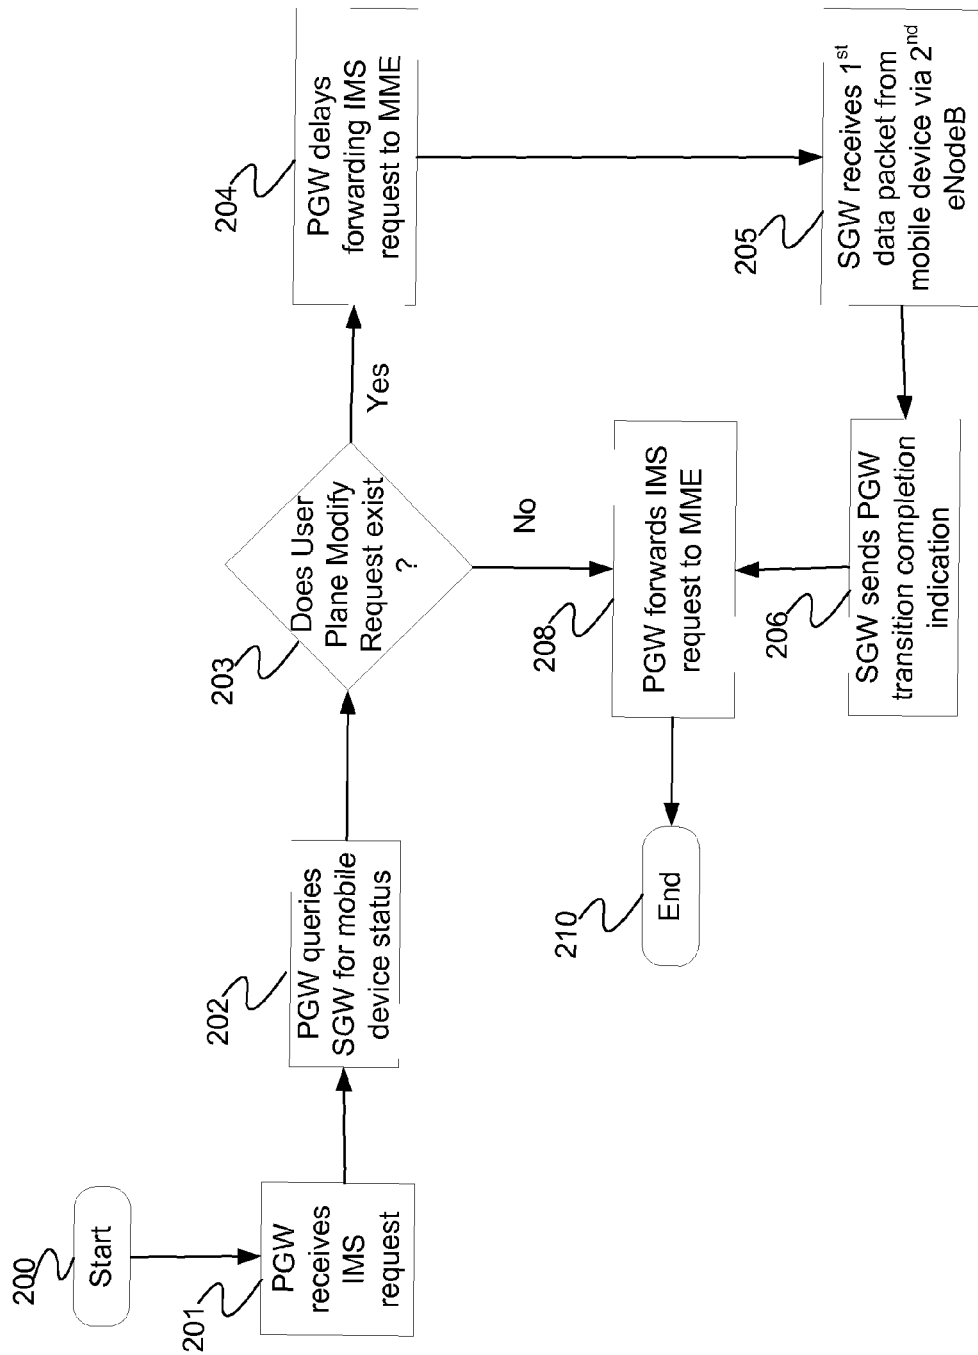 200
Start
201
PGW
receives
IMS
request
202
PGW queries
SGW for mobile
device status
203
Does User
Plane Modify
Request exist
?
Yes
No
204
PGW delays
forwarding IMS
request to MME
205
SGW receives 1st
data packet from
mobile device via 2nd
eNodeB
206
SGW sends PGW
transition completion
indication
208
PGW forwards IMS
request to MME
210
End